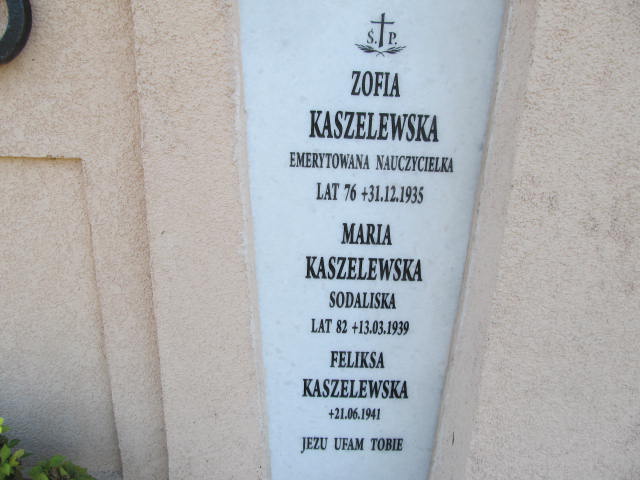 Ś. P.
ZOFIA
KASZELEWSKA
EMERYTOWANA NAUCZYCIELKA
LAT 76 +31.12.1935
MARIA
KASZELEWSKA
SODALISKA
LAT 82 +13.03.1939
FELIKSA
KASZELEWSKA
+21.06.1941
JEZU UFAM TOBIE